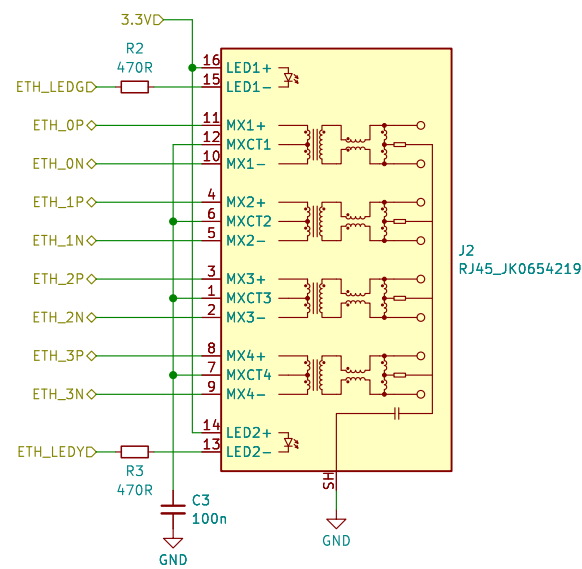 3.3V
R2
470R
16 LED1+
ETH_LEDG 15 LED1-
ETH_0P 11 MX1+
12 MXCT1
ETH_0N 10 MX1-
ETH_1P 4 MX2+
6 MXCT2
ETH_1N 5 MX2-
J2
RJ45_JK0654219
ETH_2P 3 MX3+
1 MXCT3
ETH_2N 2 MX3-
ETH_3P 8 MX4+
7 MXCT4
ETH_3N 9 MX4-
14 LED2+
ETH_LEDY 13 LED2-
R3
470R
SH
C3
100n
GND
GND